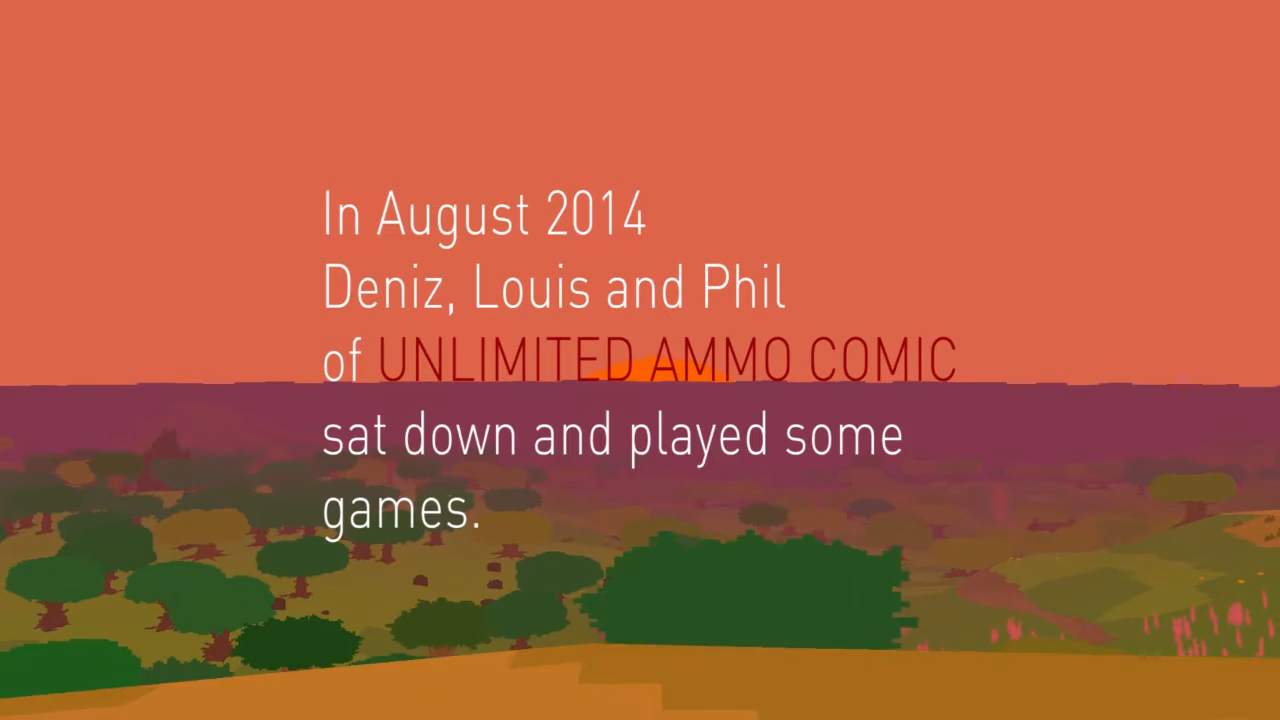 In August 2014
Deniz, Louis and Phil
of UNLIMITED AMMO COMIC
sat down and played some
games.